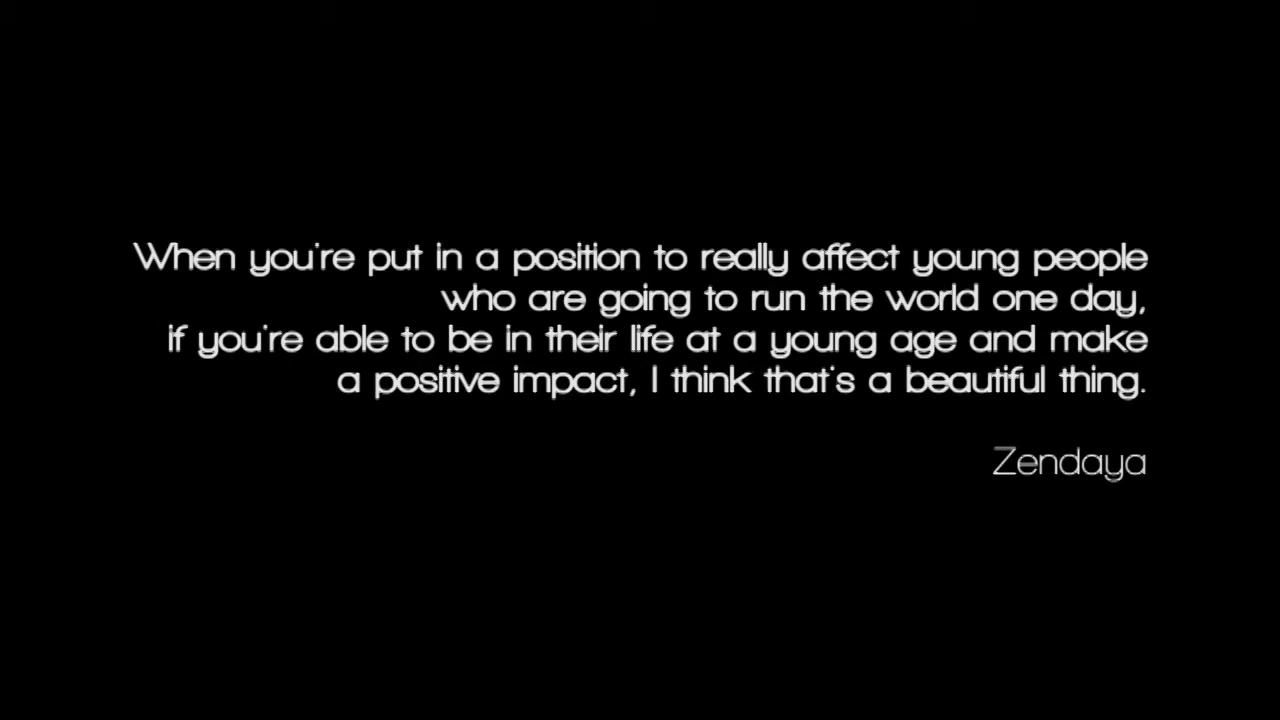 When you're put in a position to really affect young people
who are going to run the world one day,
if you're able to be in their life at a young age and make
a positive impact, I think that's a beautiful thing.
Zendaya